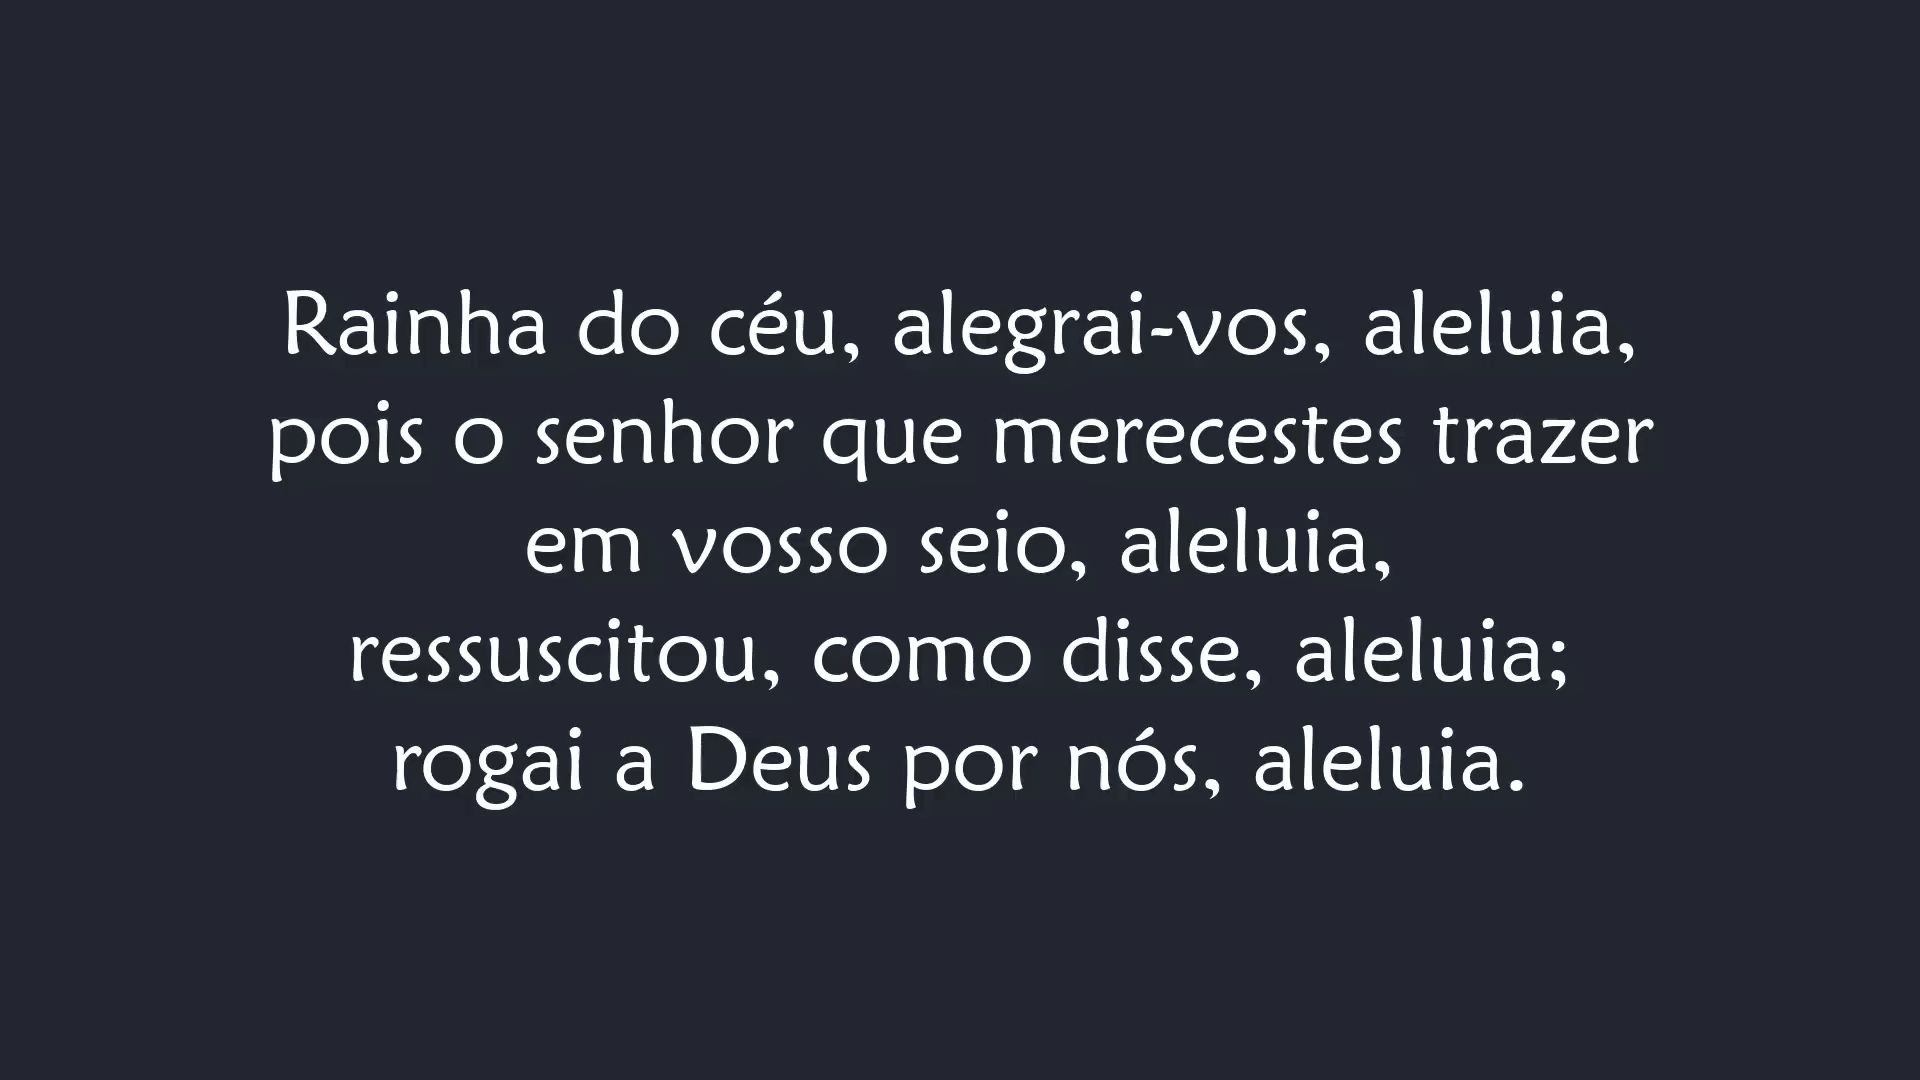 Rainha do céu, alegrai-vos, aleluia,
pois o senhor que merecestes trazer
em vosso seio, aleluia,
ressuscitou, como disse, aleluia;
rogai a Deus por nós, aleluia.